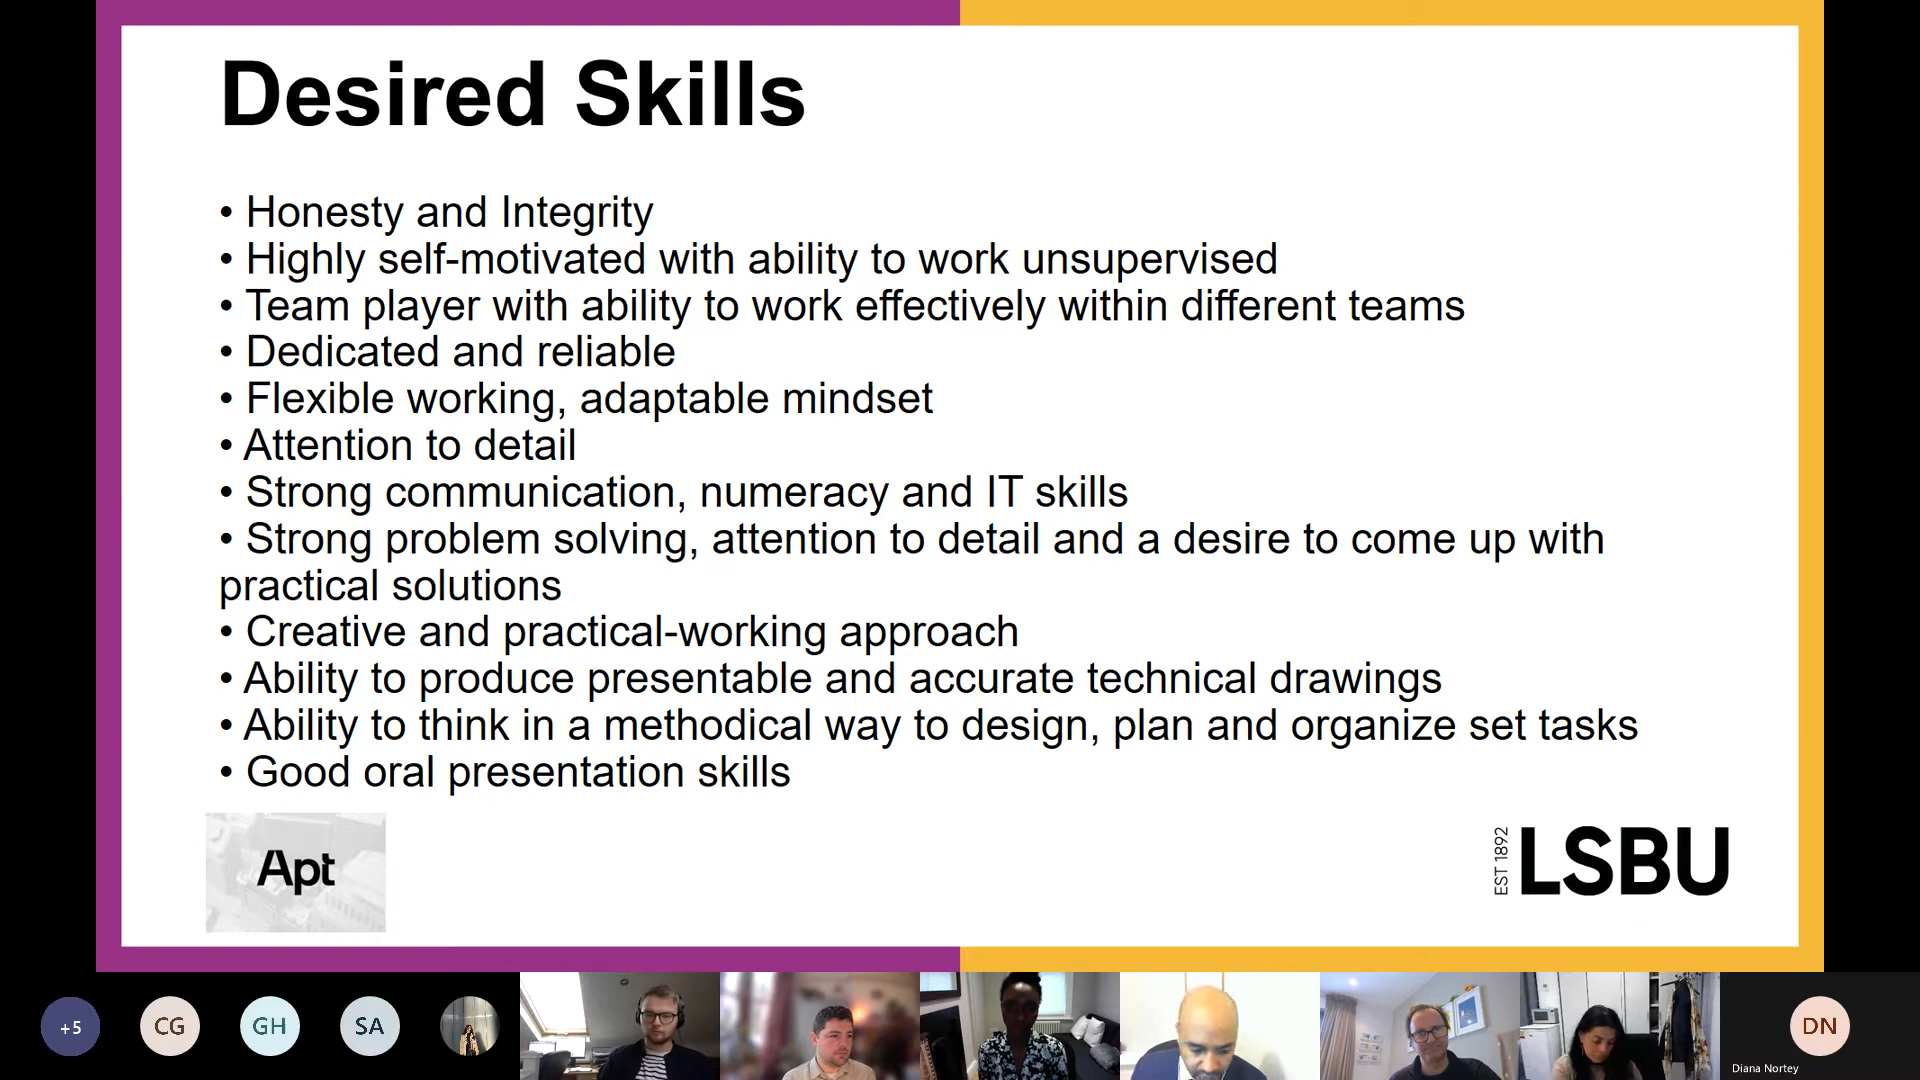 Desired Skills
• Honesty and Integrity
• Highly self-motivated with ability to work unsupervised
• Team player with ability to work effectively within different teams
• Dedicated and reliable
• Flexible working, adaptable mindset
• Attention to detail
• Strong communication, numeracy and IT skills
• Strong problem solving, attention to detail and a desire to come up with
practical solutions
• Creative and practical-working approach
• Ability to produce presentable and accurate technical drawings
• Ability to think in a methodical way to design, plan and organize set tasks
• Good oral presentation skills
Apt
EST 1892
LSBU
+5
CG
GH
SA
DN
Diana Nortey